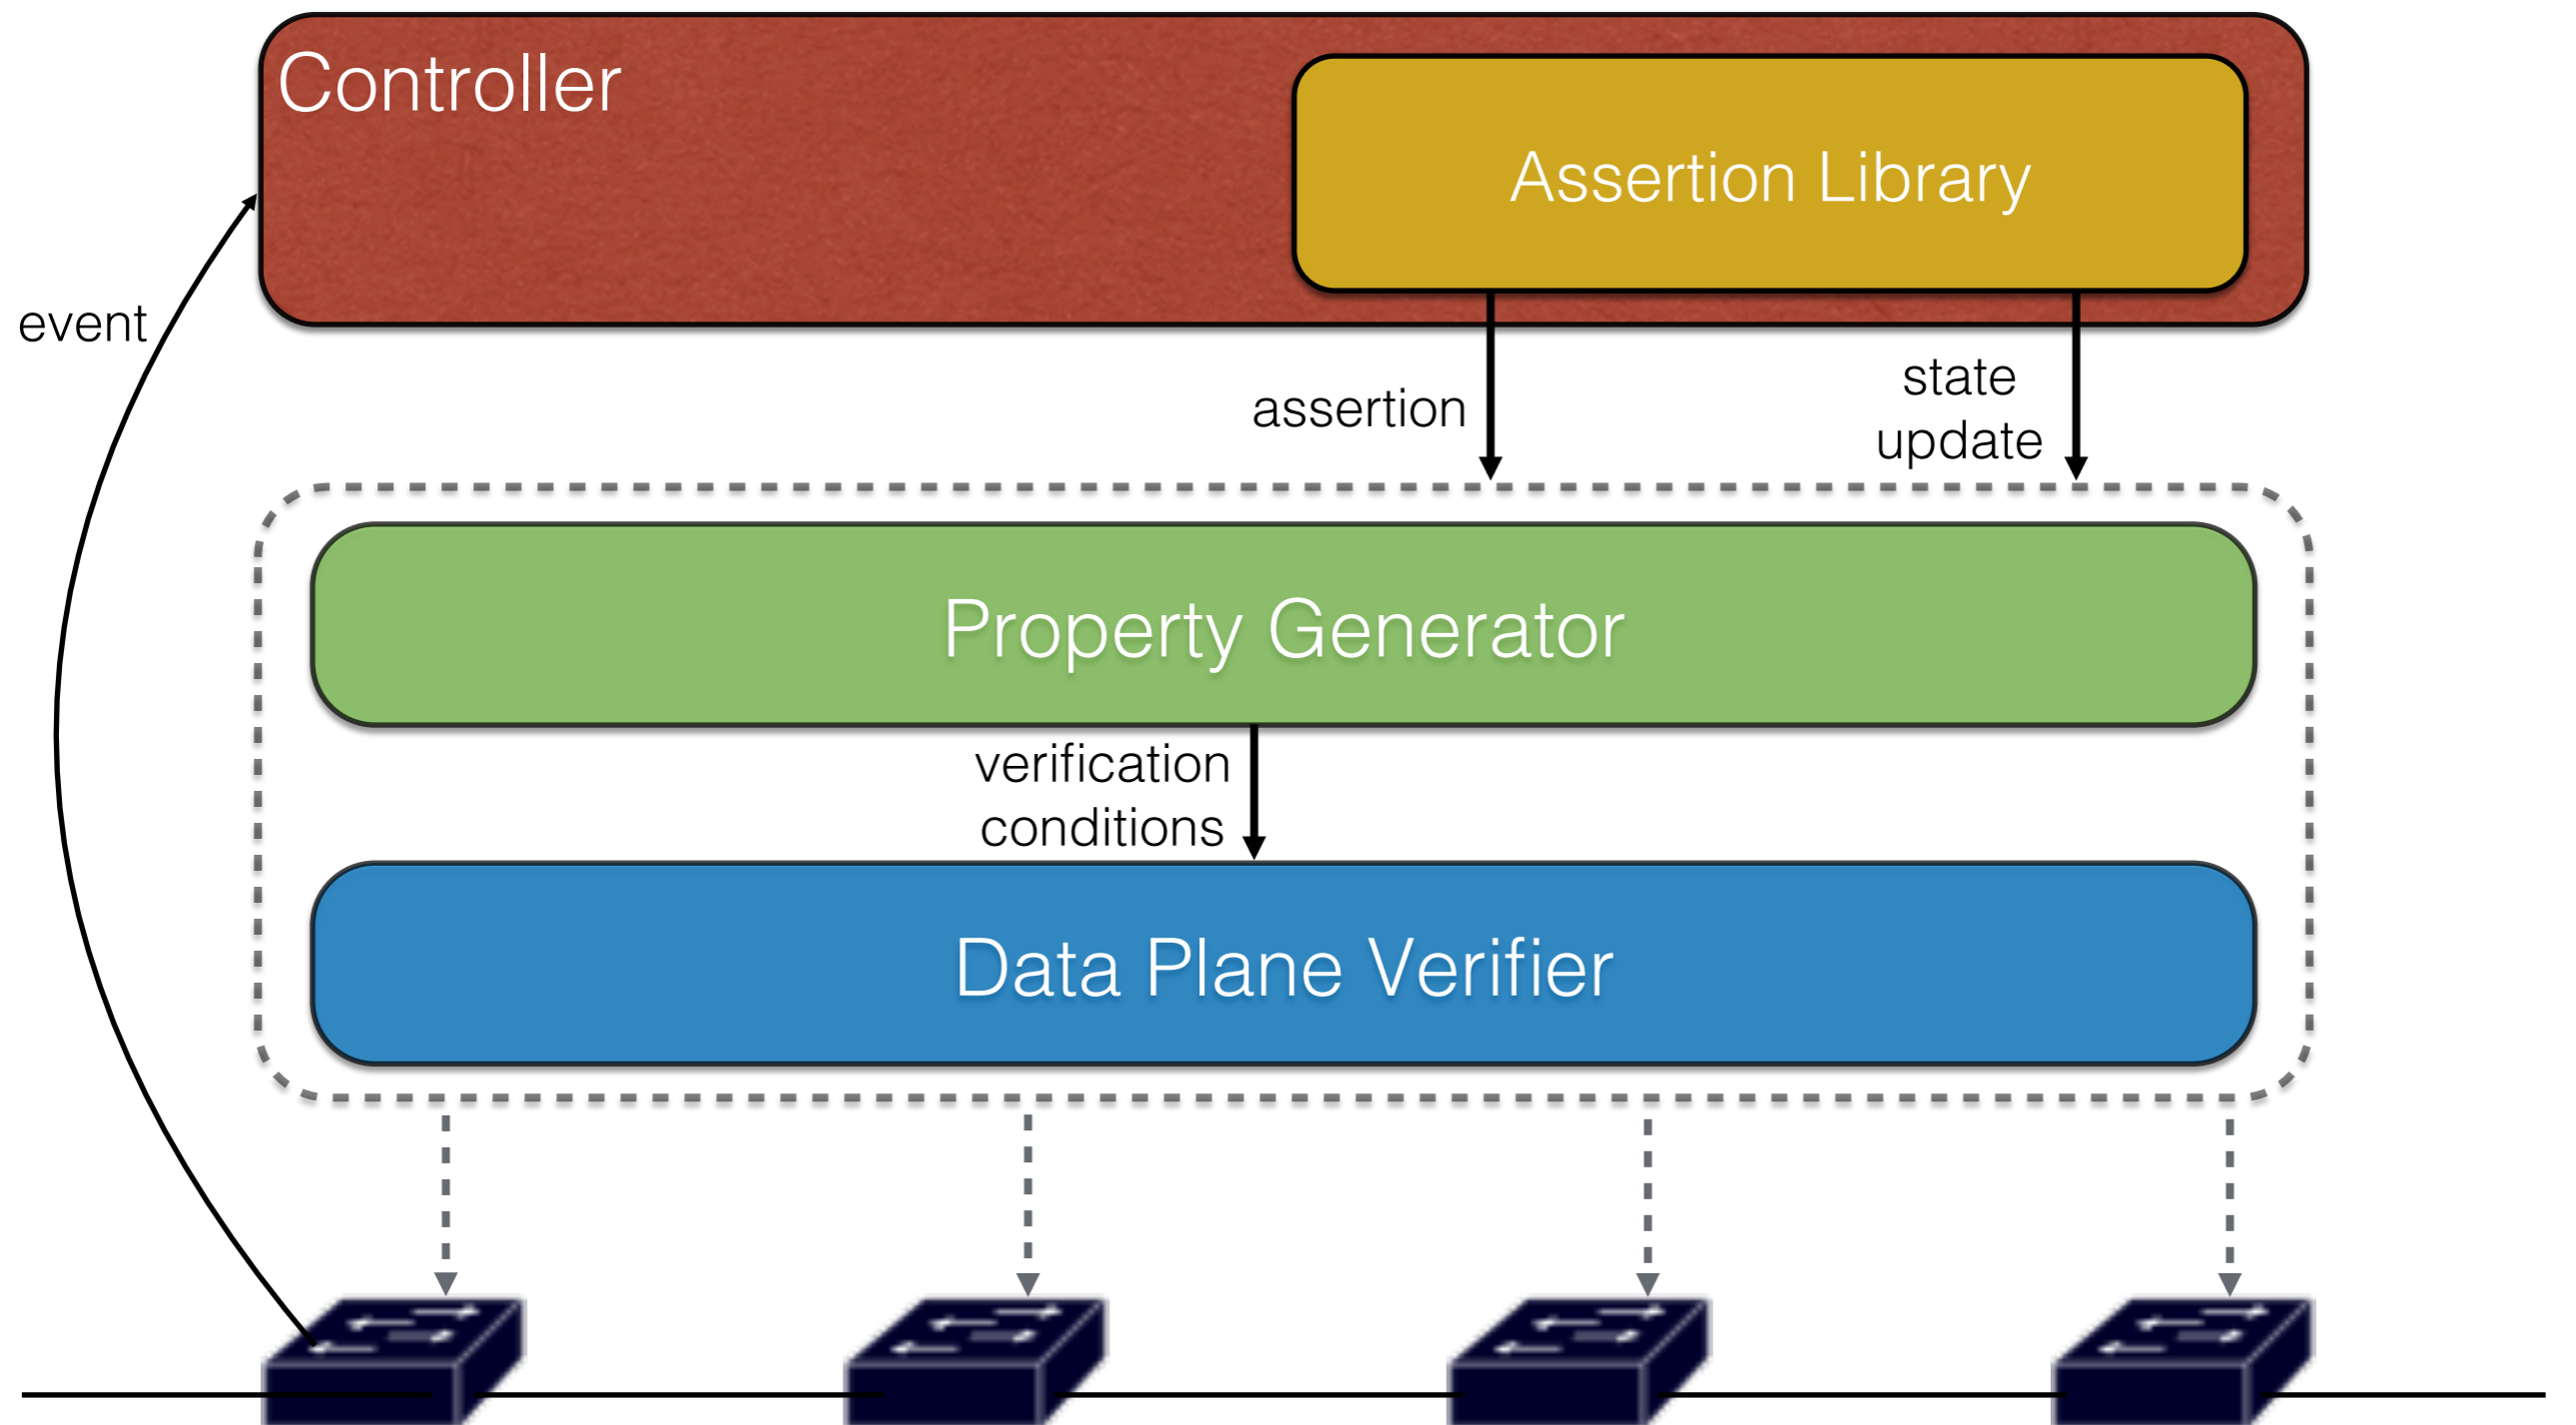 Controller
Assertion Library
event
assertion
state
update
Property Generator
verification
conditions
Data Plane Verifier